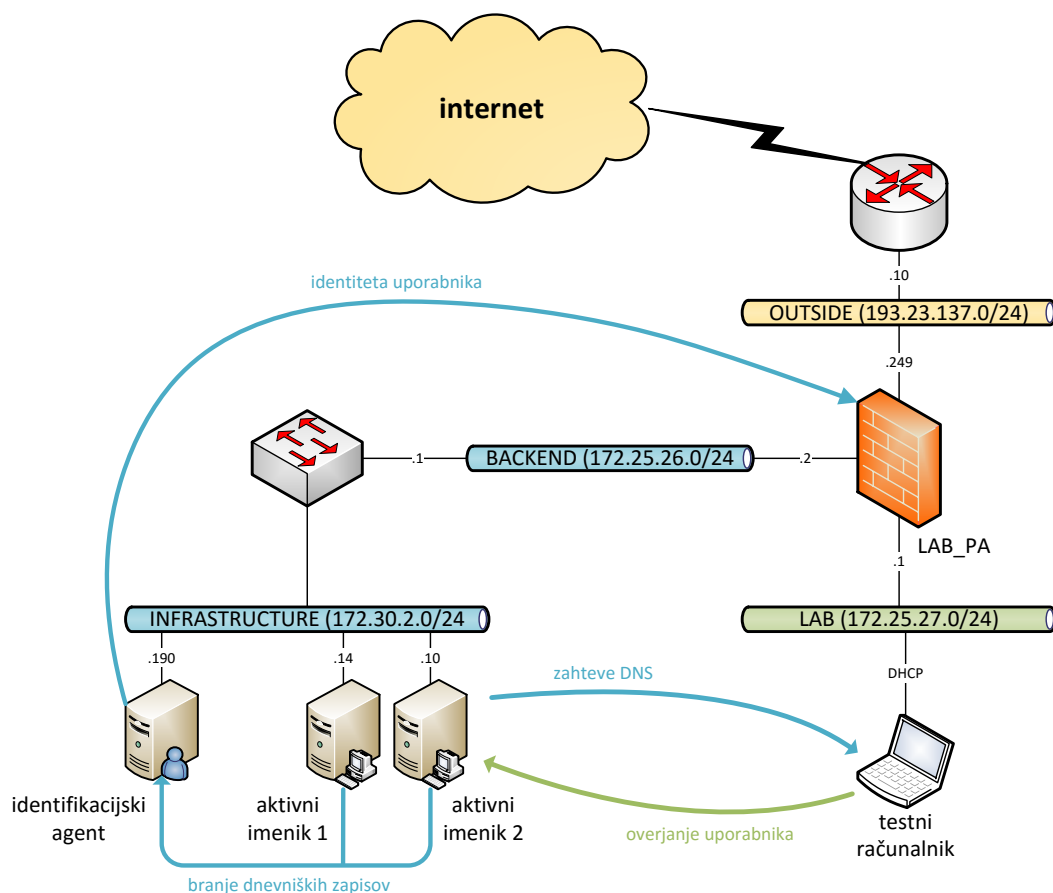 internet
identiteta uporabnika
.10
OUTSIDE (193.23.137.0/24)
.249
.1
BACKEND (172.25.26.0/24
.2
LAB_PA
.1
INFRASTRUCTURE (172.30.2.0/24
LAB (172.25.27.0/24)
.190
.14
.10
zahteve DNS
DHCP
identifikacijski
agent
aktivni
imenik 1
aktivni
imenik 2
overjanje uporabnika
testni
računalnik
branje dnevniških zapisov